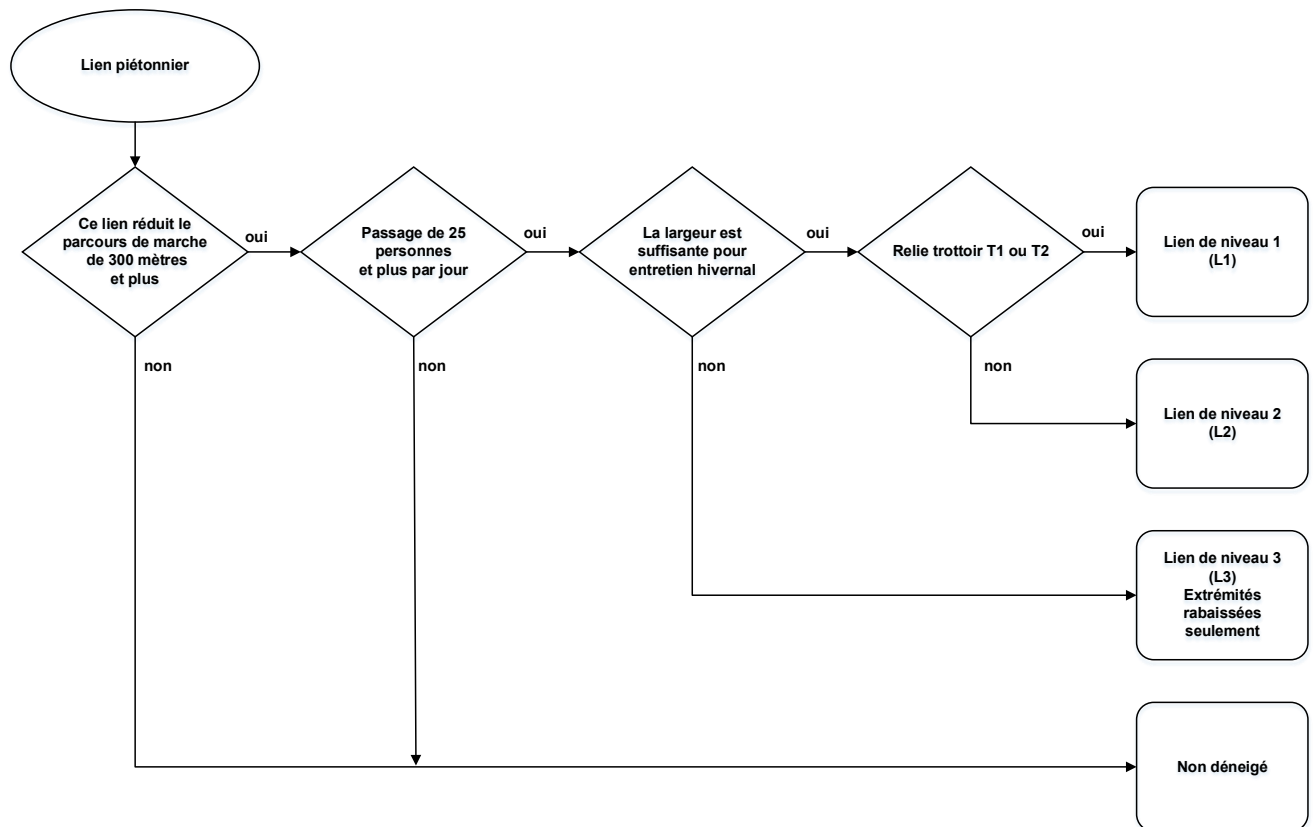 Lien piétonnier
Ce lien réduit le
parcours de marche
de 300 mètres
et plus
oui
non
Passage de 25
personnes
et plus par jour
oui
non
La largeur est
suffisante pour
entretien hivernal
oui
non
Relie trottoir T1 ou T2
oui
non
Lien de niveau 1
(L1)
Lien de niveau 2
(L2)
Lien de niveau 3
(L3)
Extrémités
rabaissées
seulement
Non déneigé